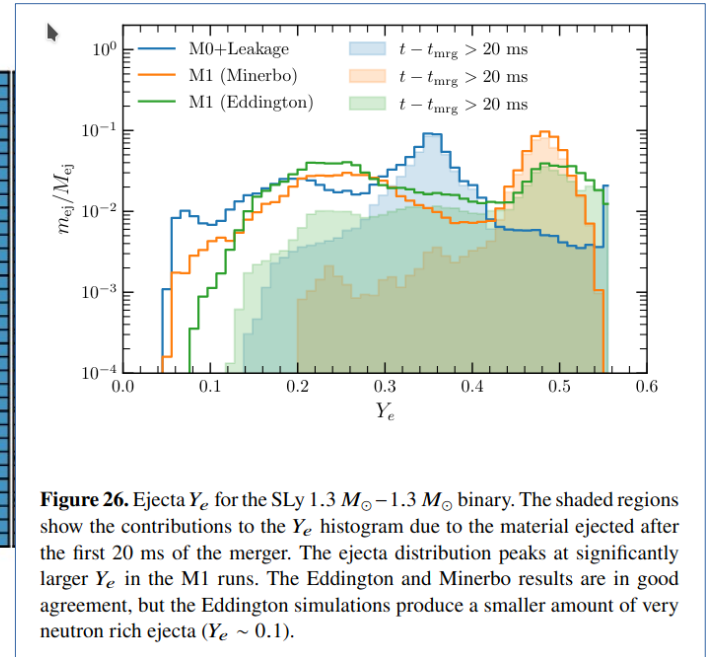 10⁰
M0+Leakage
t − t_mrg > 20 ms
M1 (Minerbo)
t − t_mrg > 20 ms
M1 (Eddington)
t − t_mrg > 20 ms
10⁻¹
m_ej/M_ej
10⁻²
10⁻³
10⁻⁴
0.0 0.1 0.2 0.3 0.4 0.5 0.6
Y_e
Figure 26. Ejecta Y_e for the SLy 1.3 M_⊙−1.3 M_⊙ binary. The shaded regions
show the contributions to the Y_e histogram due to the material ejected after
the first 20 ms of the merger. The ejecta distribution peaks at significantly
larger Y_e in the M1 runs. The Eddington and Minerbo results are in good
agreement, but the Eddington simulations produce a smaller amount of very
neutron rich ejecta (Y_e ∼ 0.1).